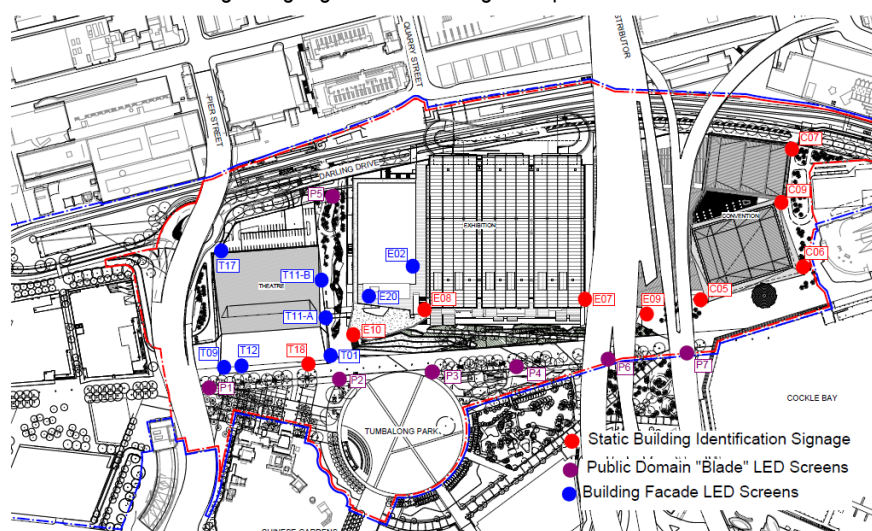 QUARRY STREET
STRIBUTOR
PIER STREET
DARLING DRIVE
C07
P5
C09
EXHIBITION
CONVENTION
E02
C06
T17
T11-B
THEATRE
E20
E08
E07
C05
E09
T11-A
E10
T09
T12
T18
T01
P1
P2
P3
P4
P6
P7
COCKLE BAY
TUMBALONG PARK
Static Building Identification Signage
Public Domain "Blade" LED Screens
Building Facade LED Screens